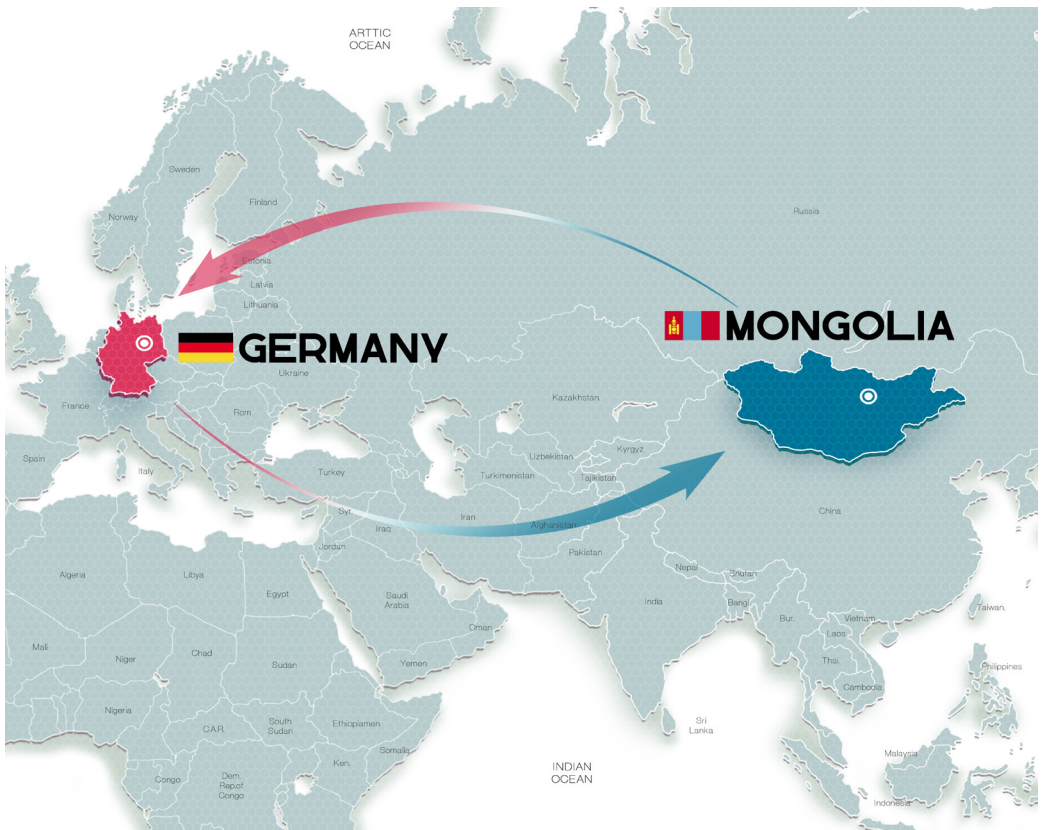 ARTTIC
OCEAN
Sweden
Finland
Norway
Russia
Estonia
Latvia
Lithuania
MONGOLIA
GERMANY
Ukraine
France
Rom.
Kazakhstan
Spain
Italy
Turkey
Uzbekistan
Kyrgyz
Turkimenistan
Tajikistan
China
Syr.
Iraq
Iran
Afghanistan
Jordan
Pakistan
Algeria
Libya
Egypt
Saudi
Arabia
Nepal
Bhutan
India
Bangl
Oman
Taiwan.
Bur.
Vietnam
Laos
Mali
Niger
Chad
Sudan
Yemen
Thai.
Cambodia
Philippines
Nigeria
C.A.R.
South
Sudan
Ethiopiamen
Somalia
Sri
Lanka
Ken.
Malaysia
Congo
Dem.
Rep.of
Congo
INDIAN
OCEAN
Indonesia